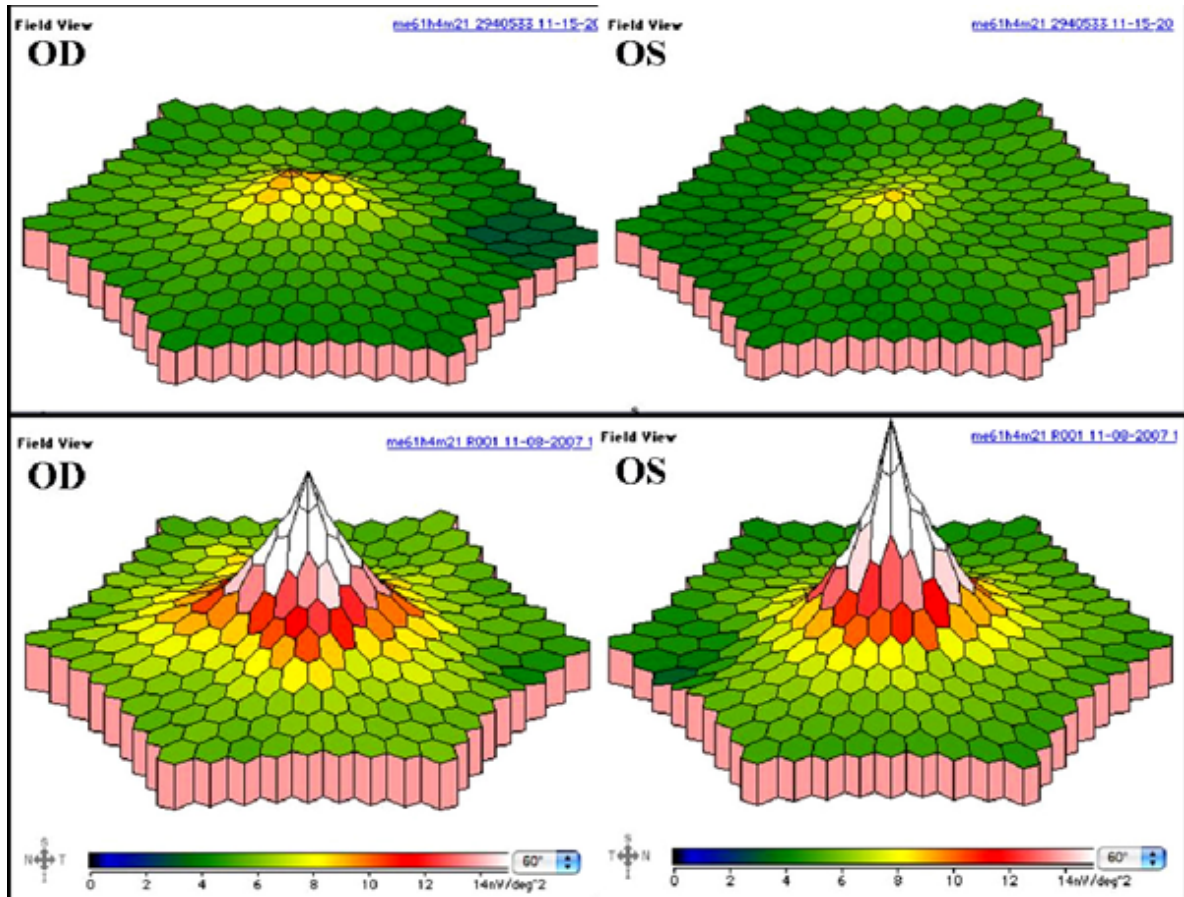 Field View
me61h4m21 2940533 11-15-20
OD
Field View
me61h4m21 2940533 11-15-20
OS
Field View
me61h4m21 R001 11-08-2007 1
OD
Field View
me61h4m21 R001 11-08-2007 1
OS
S
N T
I
60°
0 2 4 6 8 10 12 14nV/deg^2
S
T N
I
60°
0 2 4 6 8 10 12 14nV/deg^2